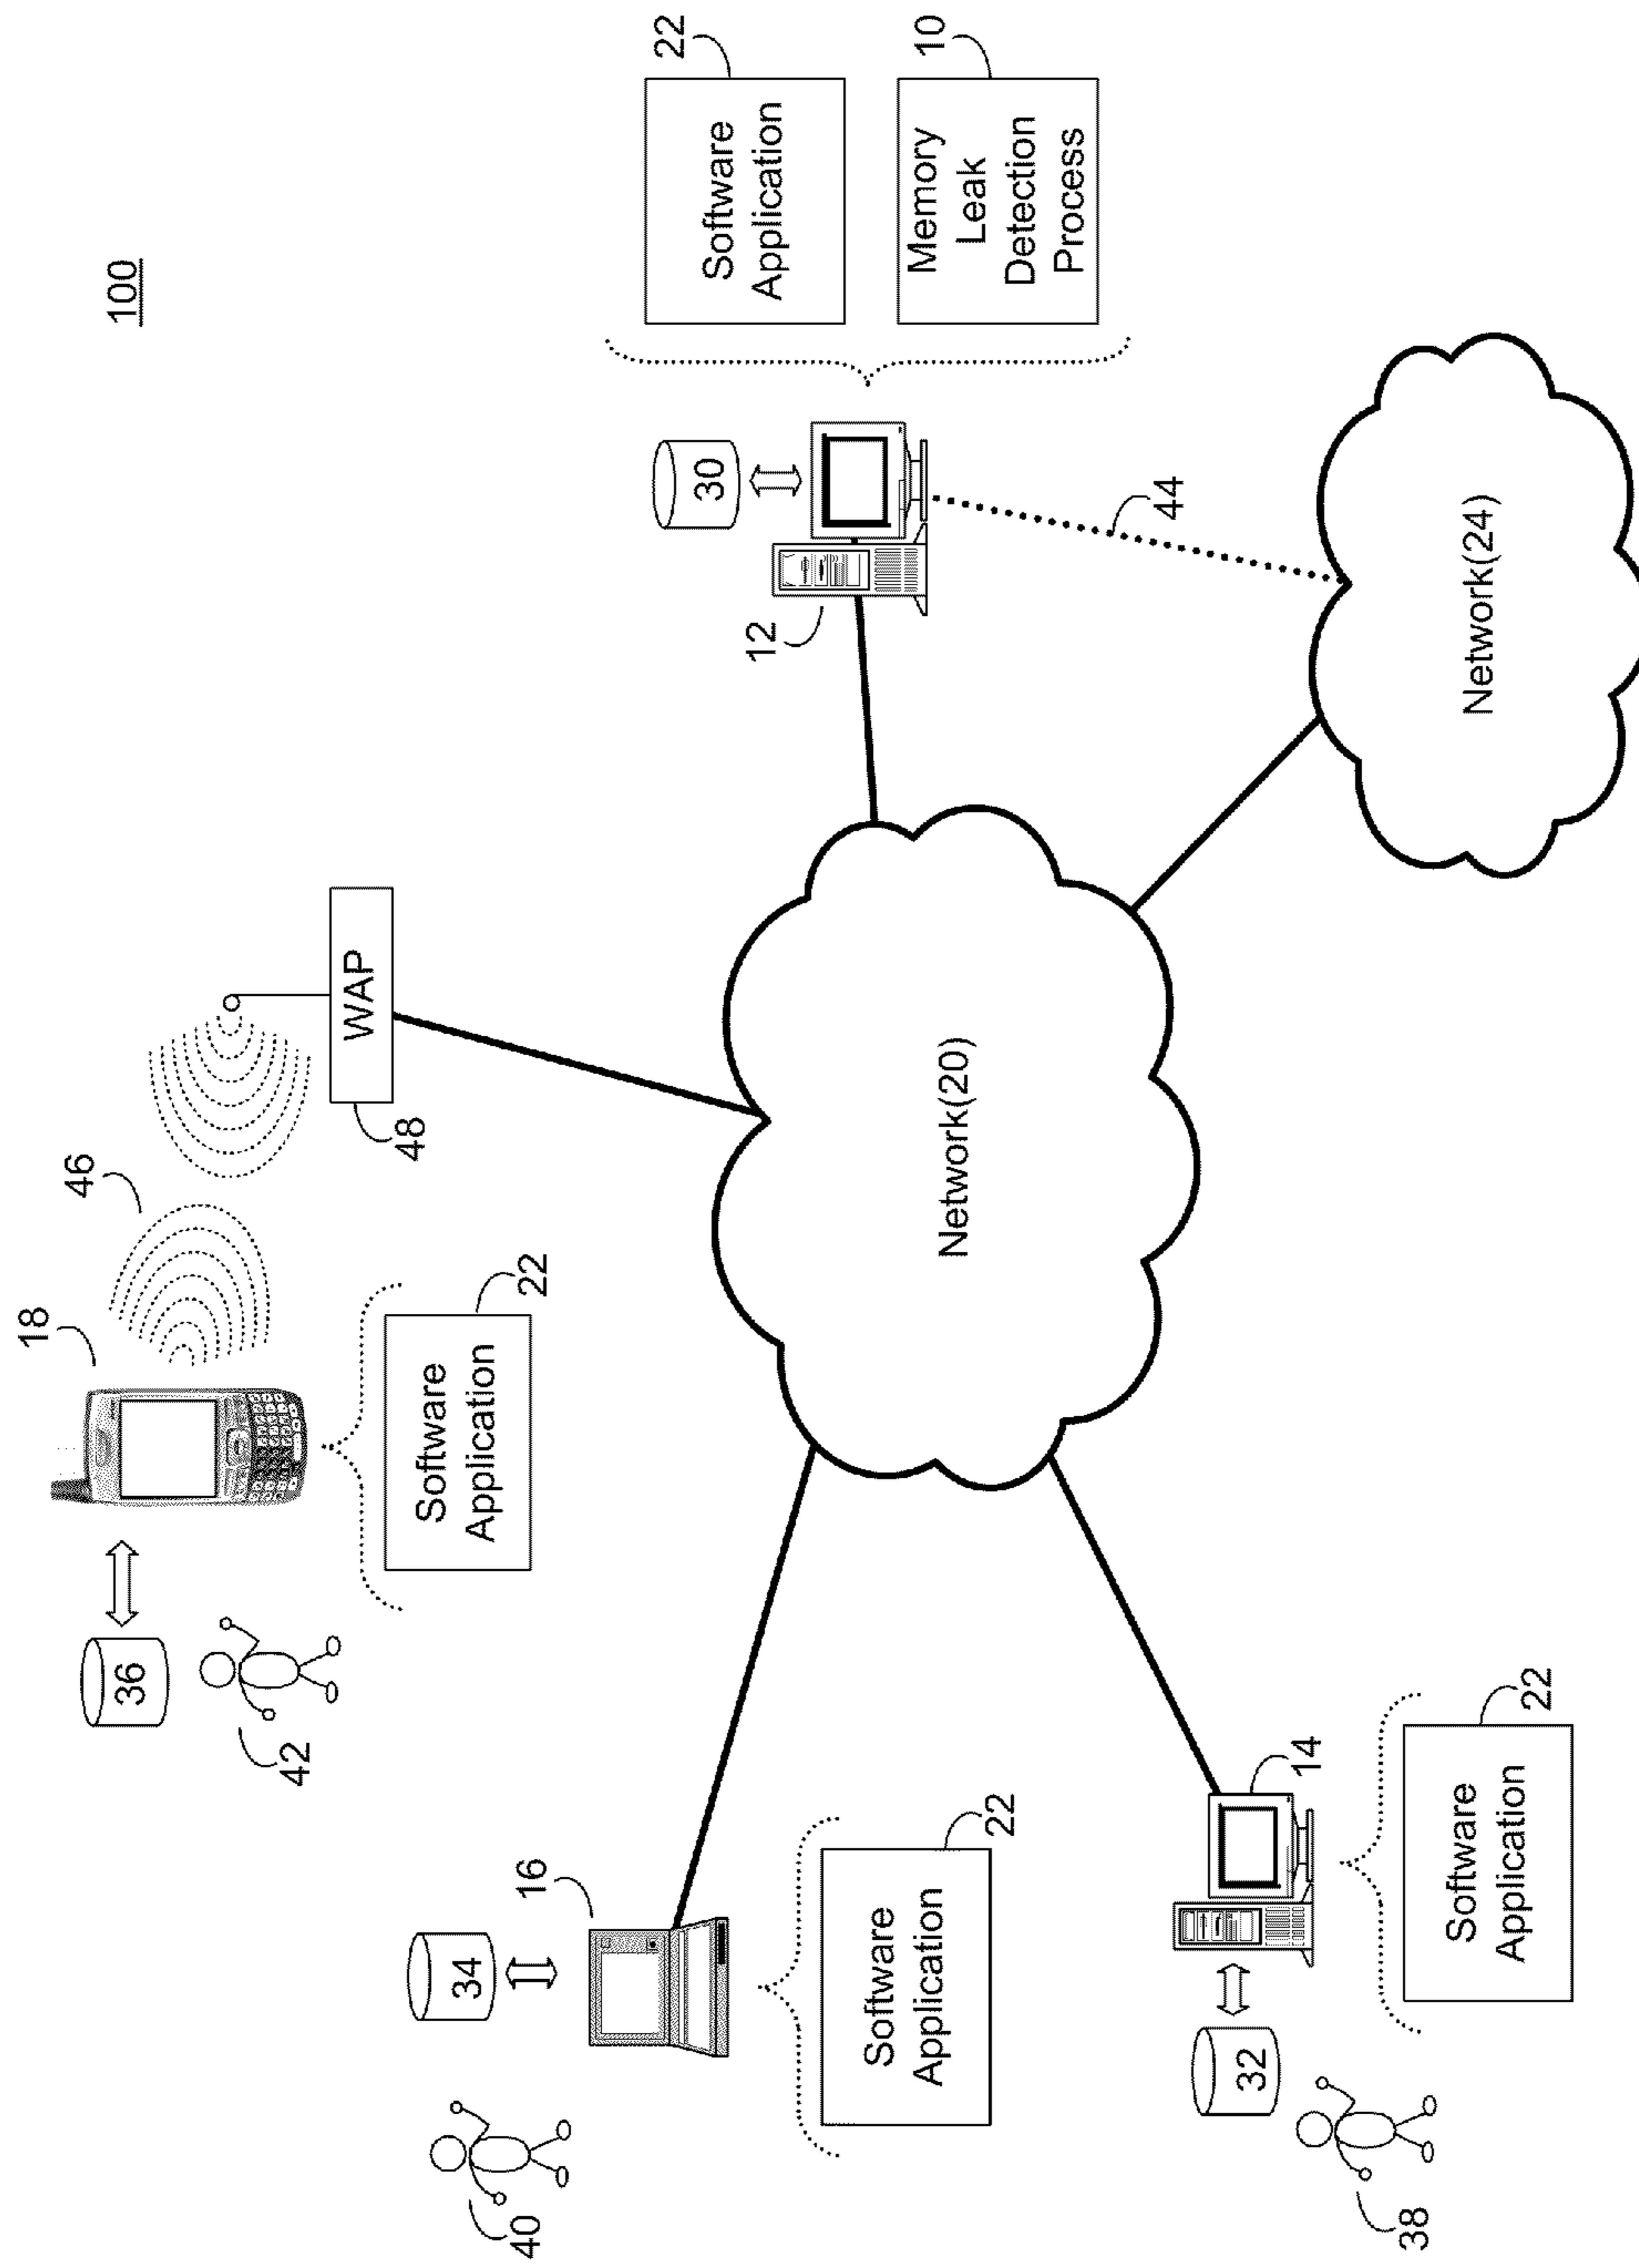 100
18
46
36
42
Software
Application
22
WAP
48
16
34
40
Software
Application
22
30
12
Software
Application
22
Memory
Leak
Detection
Process
10
44
Network(20)
Network(24)
14
32
38
Software
Application
22